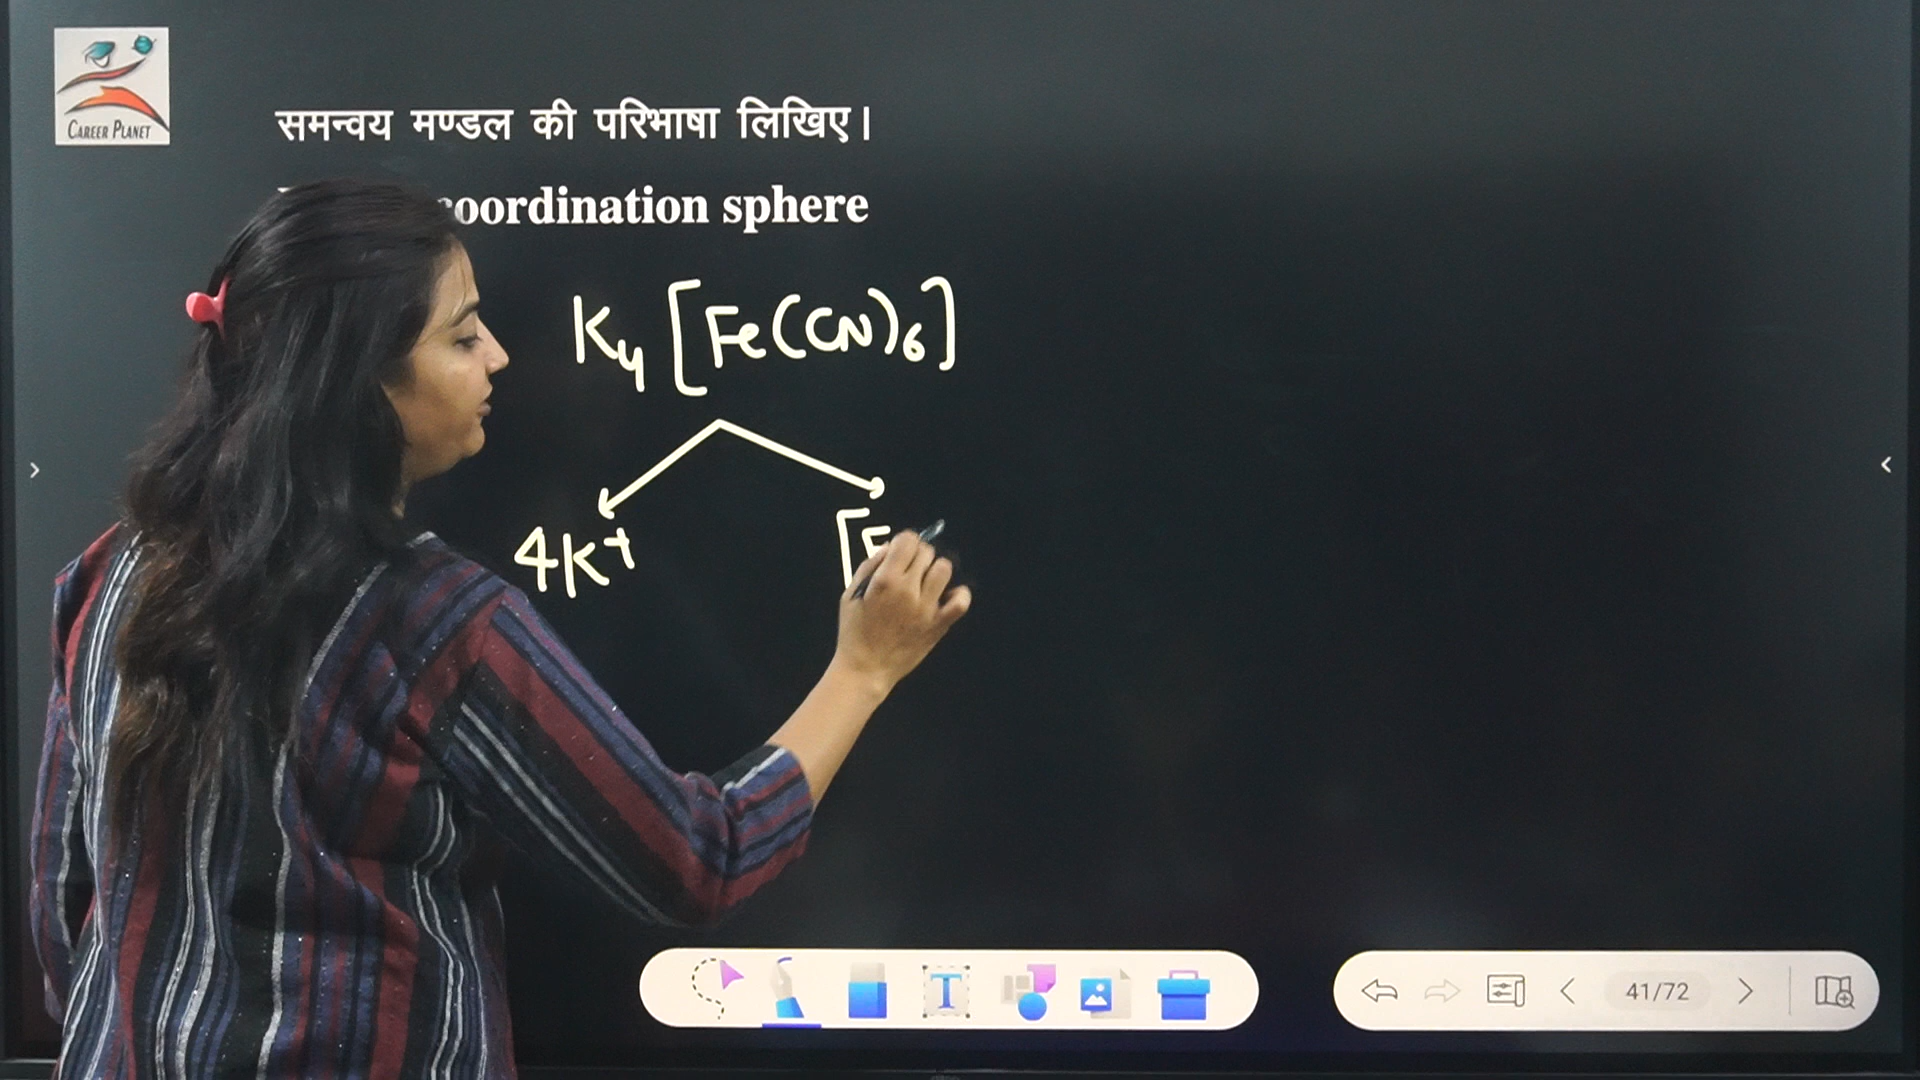 CAREER PLANET
समन्वय मण्डल की परिभाषा लिखिए।
coordination sphere
K₄ [Fe(CN)₆]
4K⁺ [F
T
41/72